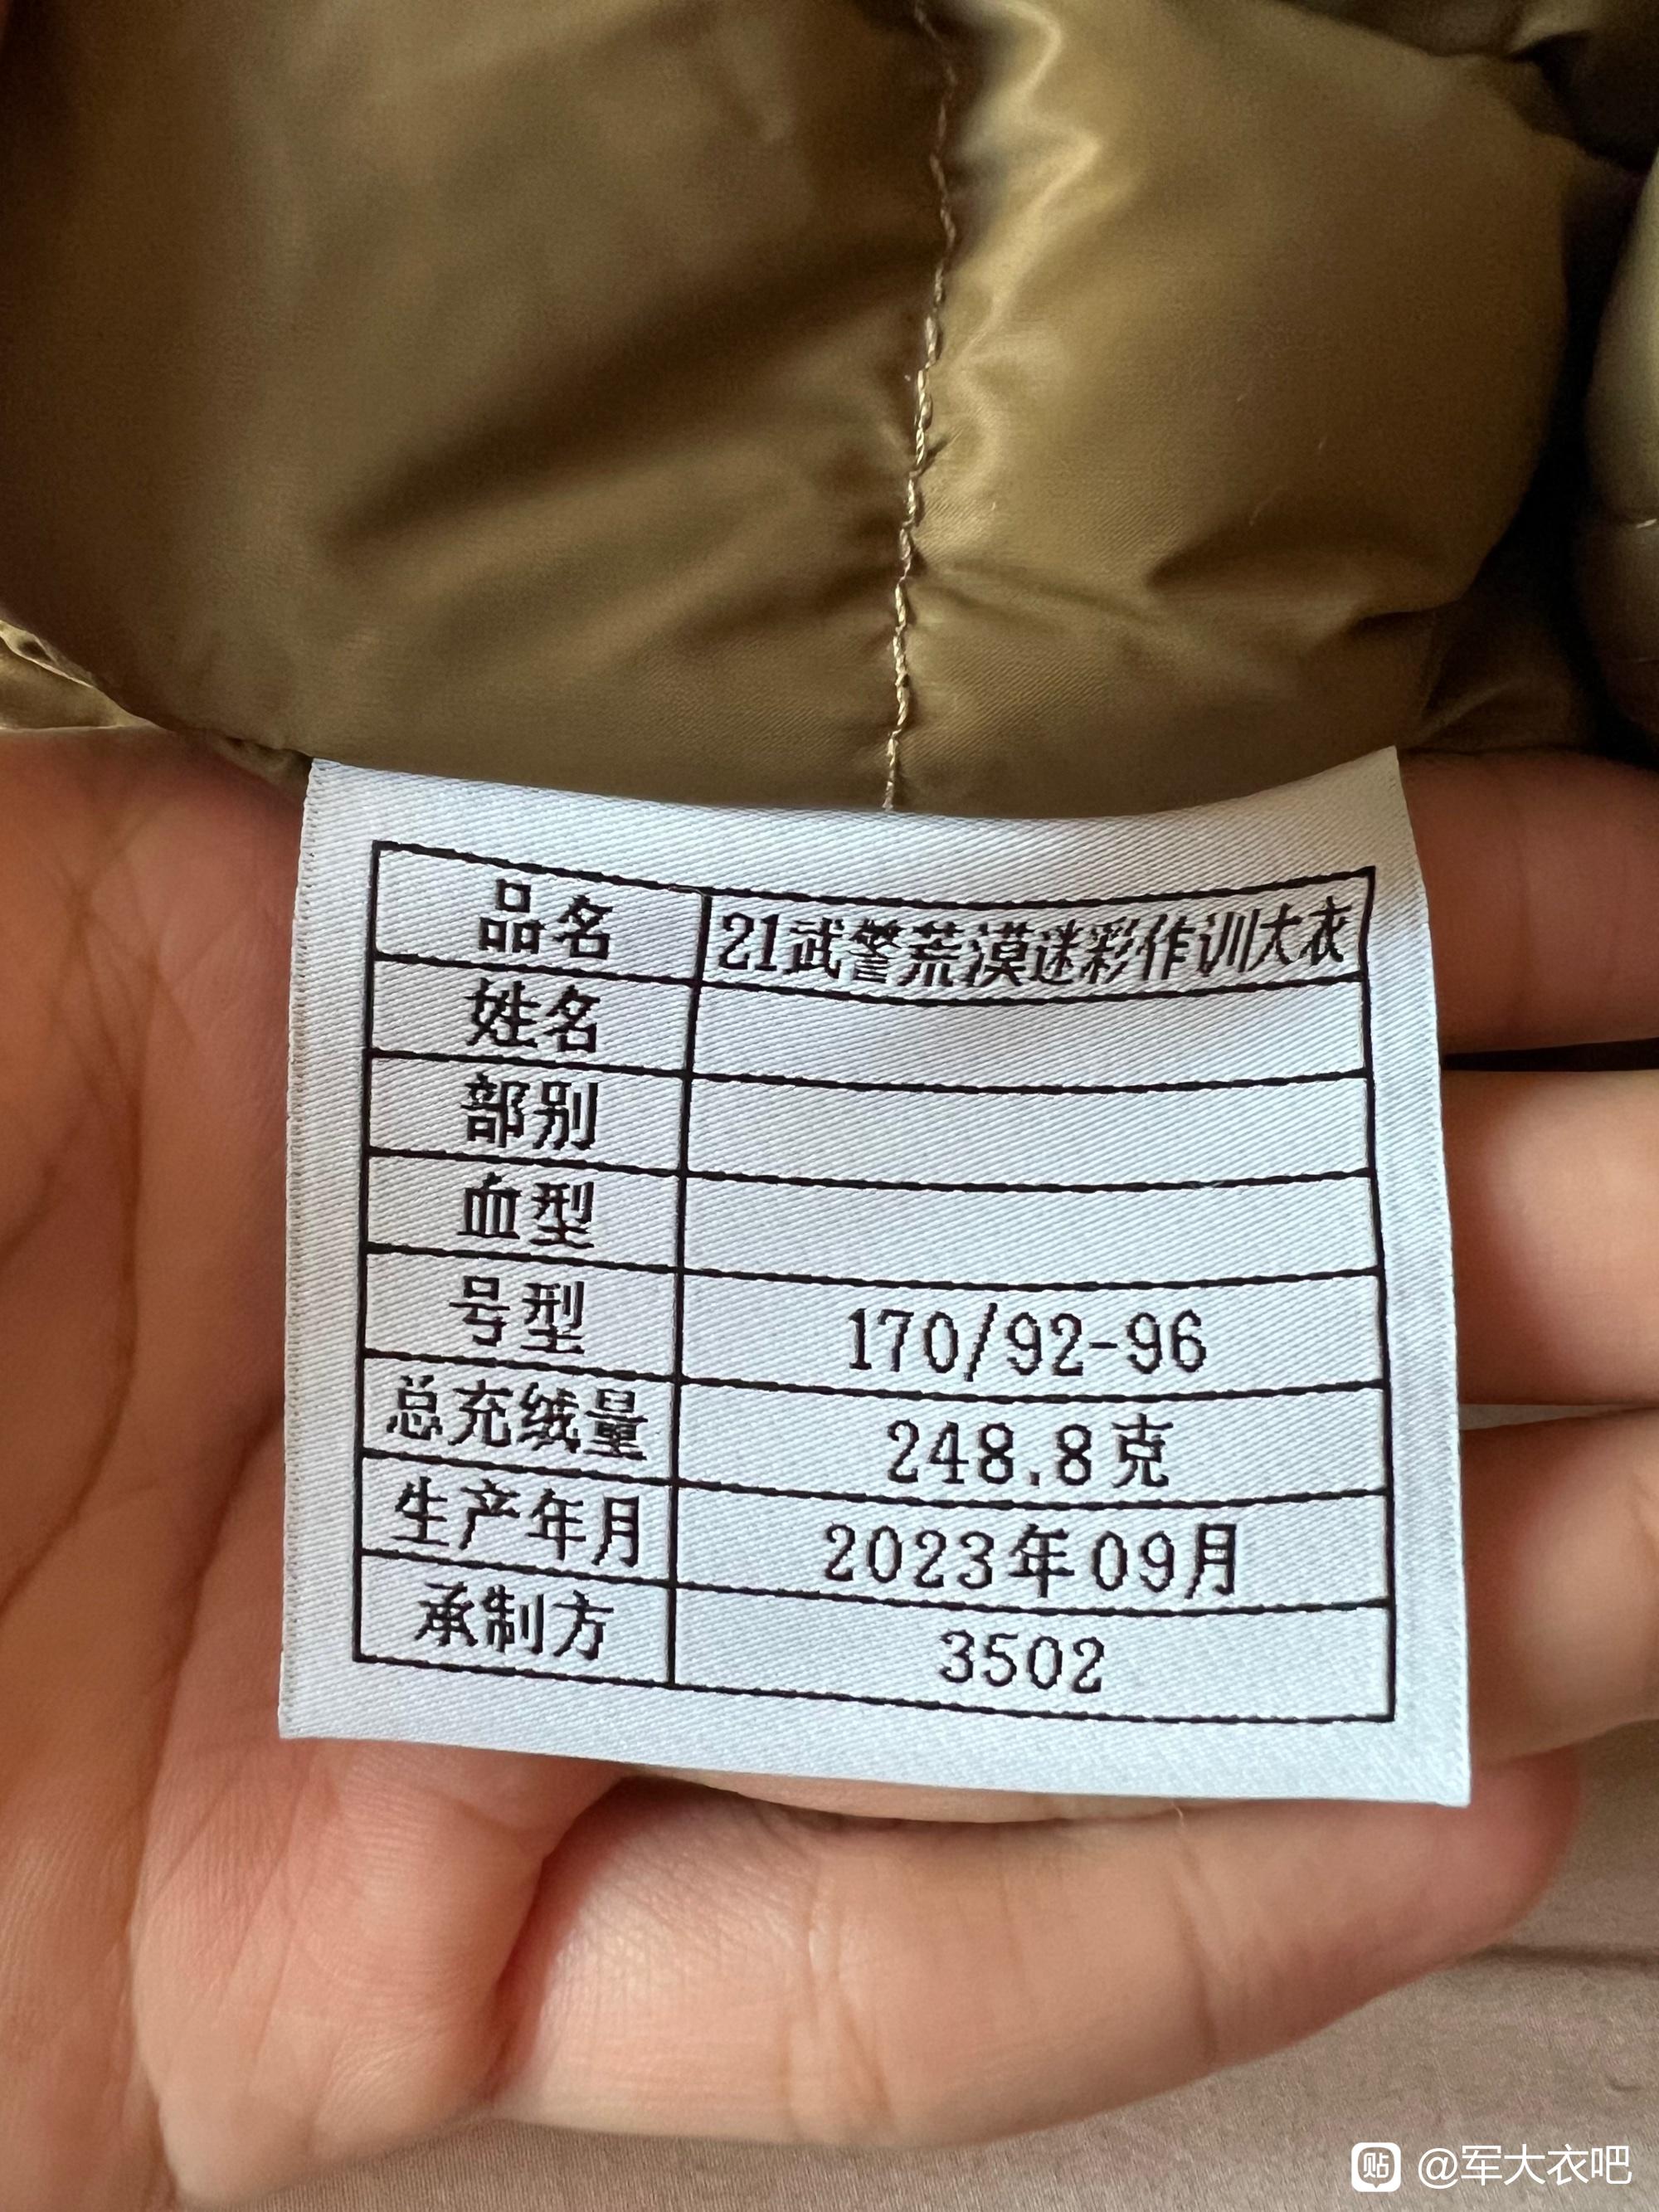 品名 21武警荒漠迷彩作训大衣
姓名
部别
血型
号型 170/92-96
总充绒量 248.8克
生产年月 2023年09月
承制方 3502
贴 @军大衣吧